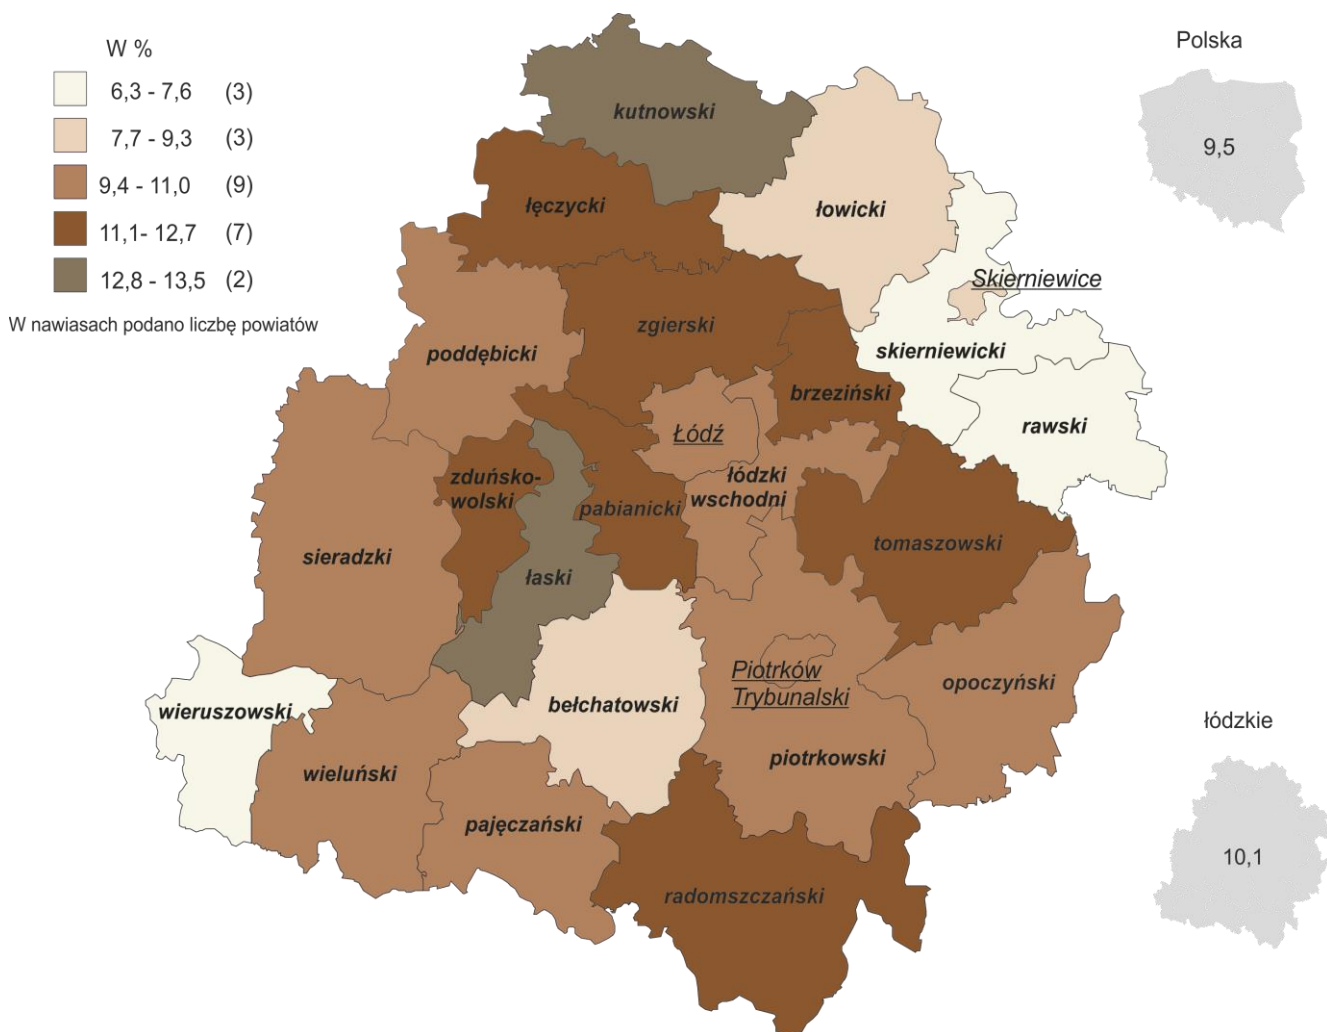 W %
6,3 - 7,6 (3)
7,7 - 9,3 (3)
9,4 - 11,0 (9)
11,1- 12,7 (7)
12,8 - 13,5 (2)
W nawiasach podano liczbę powiatów
Polska
9,5
kutnowski
łęczycki
łowicki
Skierniewice
zgierski
skierniewicki
poddębicki
brzeziński
rawski
Łódź
zduńsko-
wolski
łódzki
wschodni
pabianicki
tomaszowski
sieradzki
łaski
Piotrków
Trybunalski
opoczyński
wieruszowski
bełchatowski
wieluński
piotrkowski
pajęczański
radomszczański
łódzkie
10,1